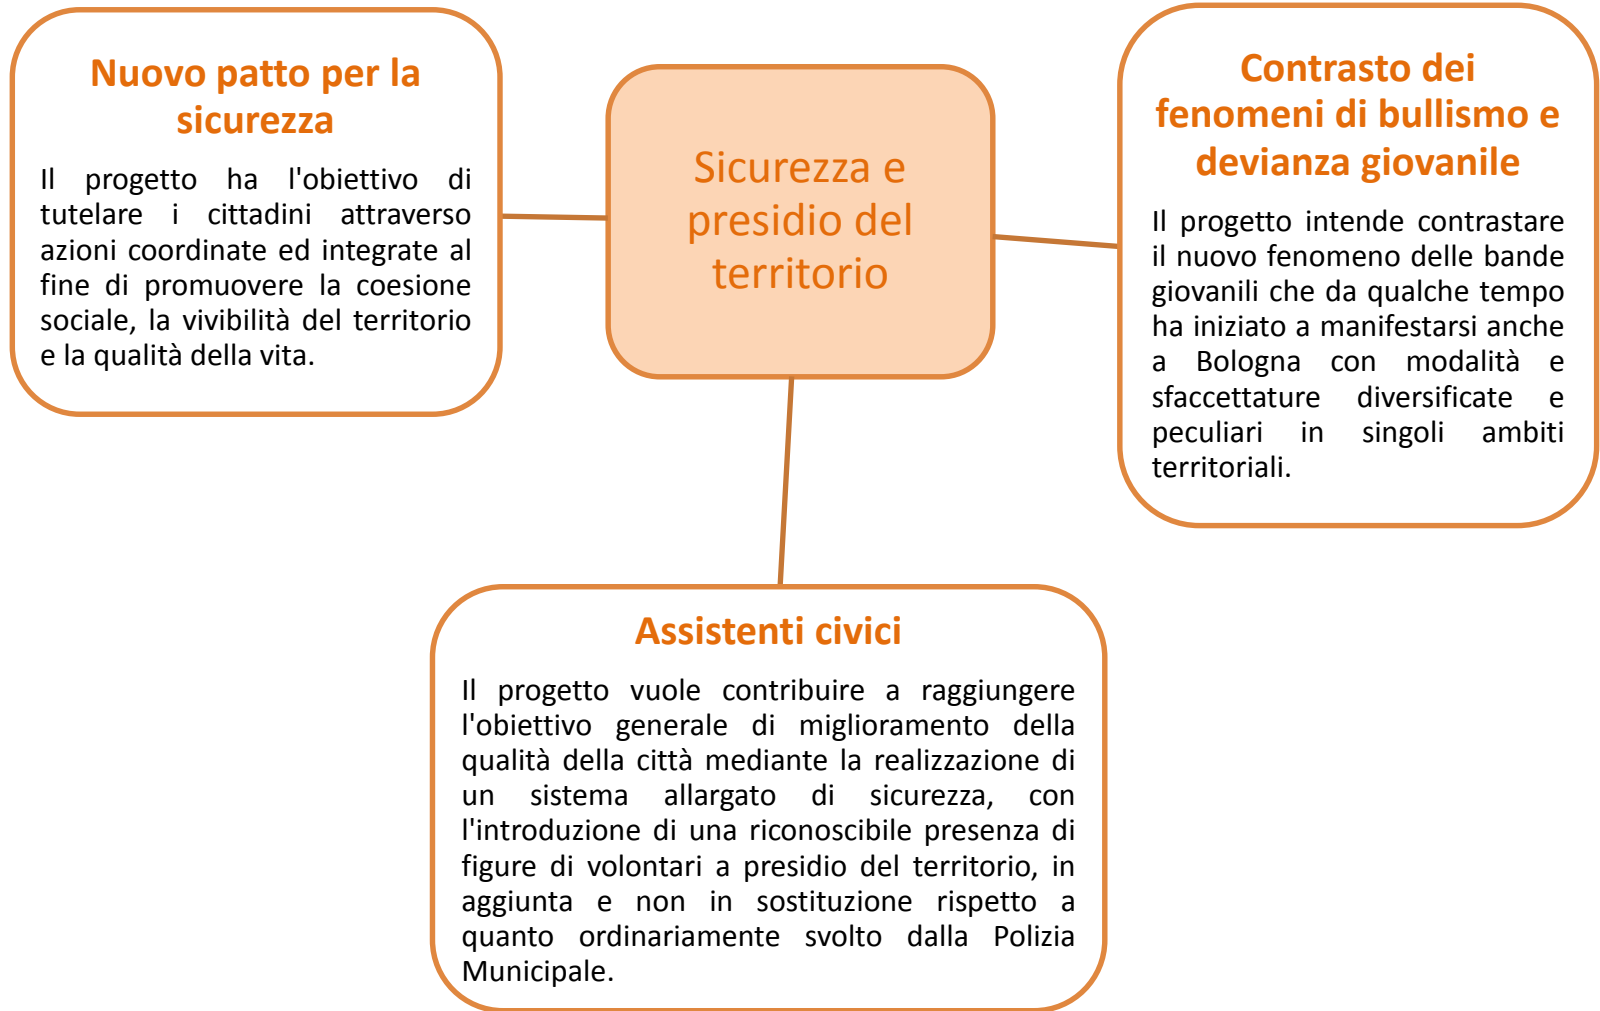 Nuovo patto per la
sicurezza
Il progetto ha l'obiettivo di
tutelare i cittadini attraverso
azioni coordinate ed integrate al
fine di promuovere la coesione
sociale, la vivibilità del territorio
e la qualità della vita.
Sicurezza e
presidio del
territorio
Contrasto dei
fenomeni di bullismo e
devianza giovanile
Il progetto intende contrastare
il nuovo fenomeno delle bande
giovanili che da qualche tempo
ha iniziato a manifestarsi anche
a Bologna con modalità e
sfaccettature diversificate e
peculiari in singoli ambiti
territoriali.
Assistenti civici
Il progetto vuole contribuire a raggiungere
l'obiettivo generale di miglioramento della
qualità della città mediante la realizzazione di
un sistema allargato di sicurezza, con
l'introduzione di una riconoscibile presenza di
figure di volontari a presidio del territorio, in
aggiunta e non in sostituzione rispetto a
quanto ordinariamente svolto dalla Polizia
Municipale.